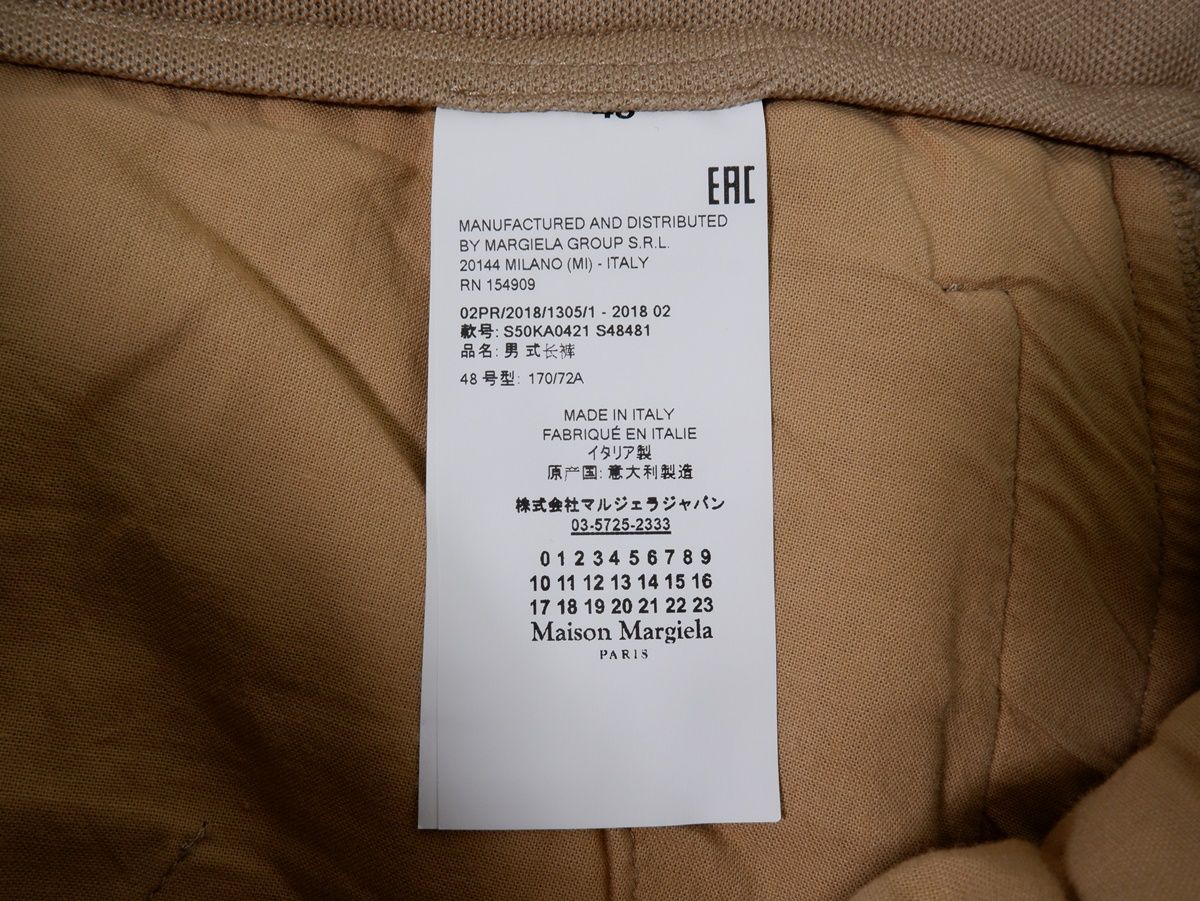 48
EAC
MANUFACTURED AND DISTRIBUTED
BY MARGIELA GROUP S.R.L.
20144 MILANO (MI) - ITALY
RN 154909
02PR/2018/1305/1 - 2018 02
款号: S50KA0421 S48481
品名: 男 式长裤
48 号型: 170/72A
MADE IN ITALY
FABRIQUÉ EN ITALIE
イタリア製
原产国: 意大利製造
株式会社マルジェラジャパン
03-5725-2333
0 1 2 3 4 5 6 7 8 9
10 11 12 13 14 15 16
17 18 19 20 21 22 23
Maison Margiela
PARIS